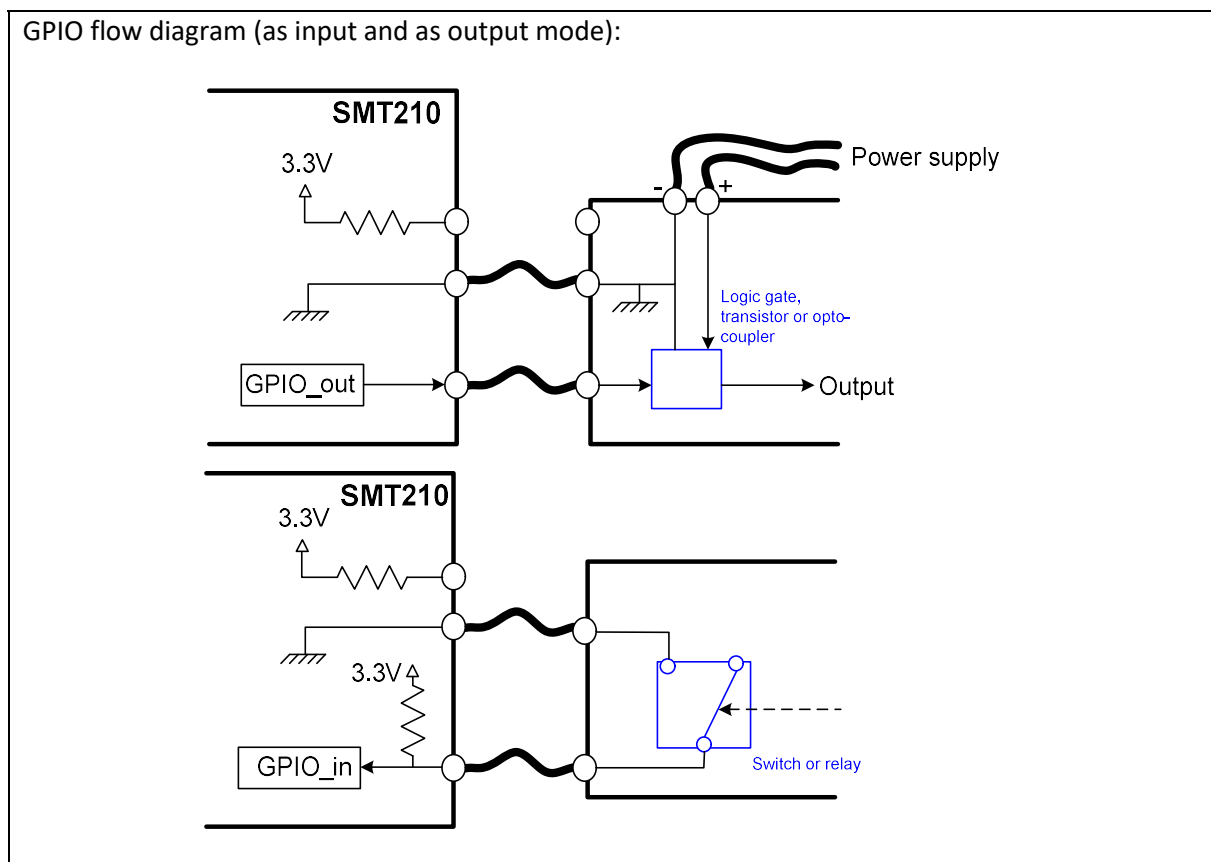 GPIO flow diagram (as input and as output mode):
SMT210
3.3V
- +
Power supply
Logic gate,
transistor or opto-
coupler
GPIO_out
Output
SMT210
3.3V
3.3V
GPIO_in
Switch or relay